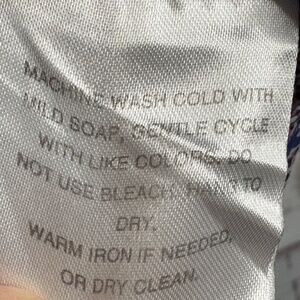 MACHINE WASH COLD WITH
MILD SOAP, GENTLE CYCLE
WITH LIKE COLORS. DO
NOT USE BLEACH. HANG TO
DRY.
WARM IRON IF NEEDED,
OR DRY CLEAN.